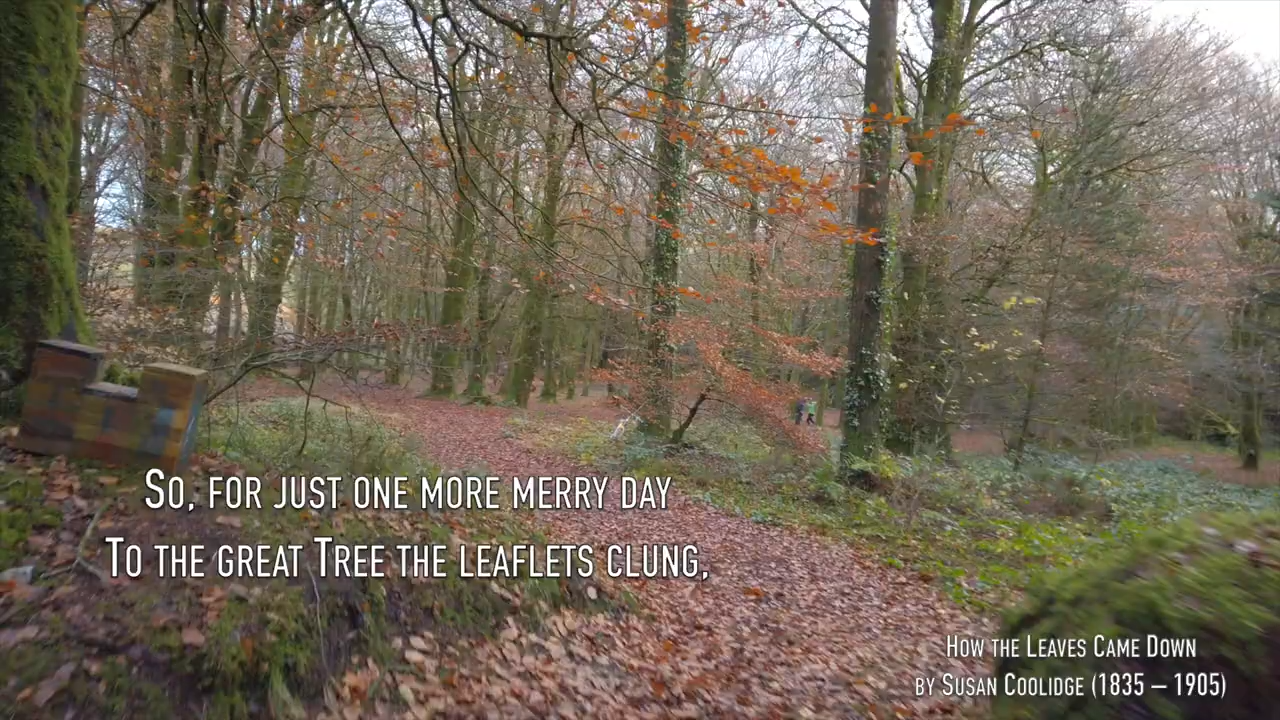 So, for just one more merry day
To the great Tree the leaflets clung,
How the Leaves Came Down
by Susan Coolidge (1835 – 1905)